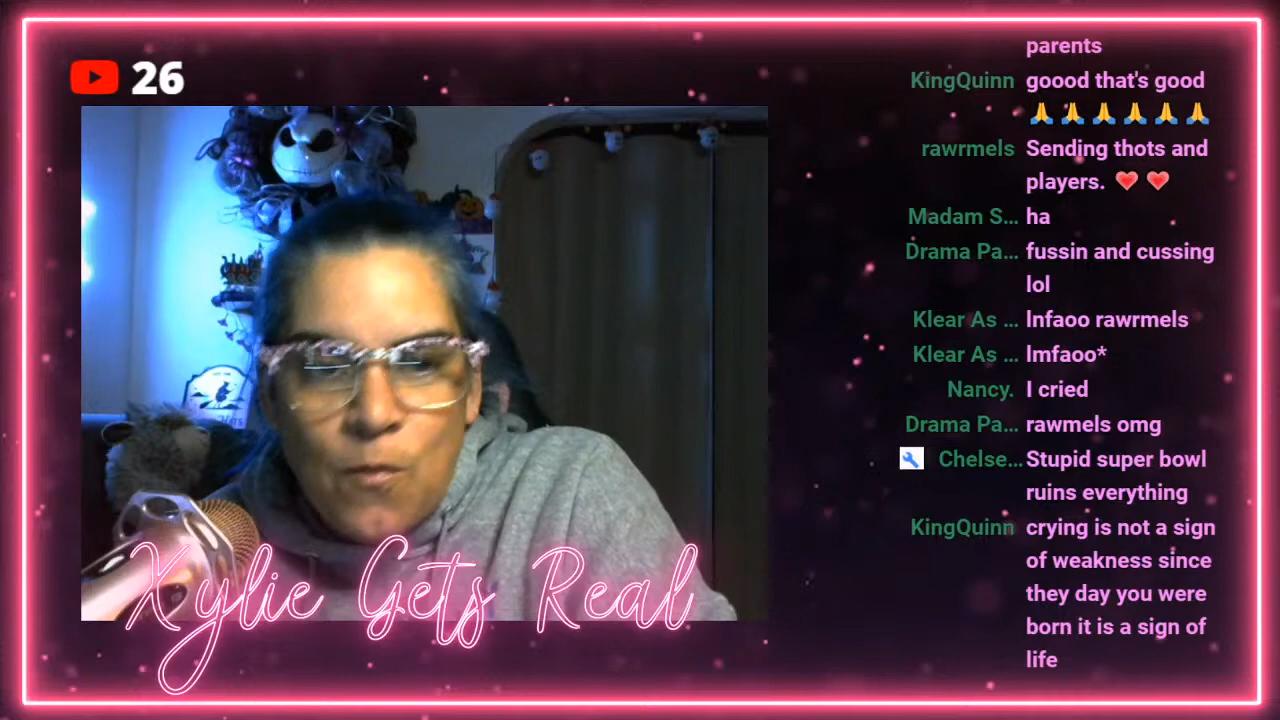 26
Xylie Gets Real
parents
KingQuinn goood that's good
🙏 🙏 🙏 🙏 🙏 🙏
rawrmels Sending thots and
players. ❤️ ❤️
Madam S... ha
Drama Pa... fussin and cussing
lol
Klear As ... lnfaoo rawrmels
Klear As ... lmfaoo*
Nancy. I cried
Drama Pa... rawmels omg
Chelse... Stupid super bowl
ruins everything
KingQuinn crying is not a sign
of weakness since
they day you were
born it is a sign of
life